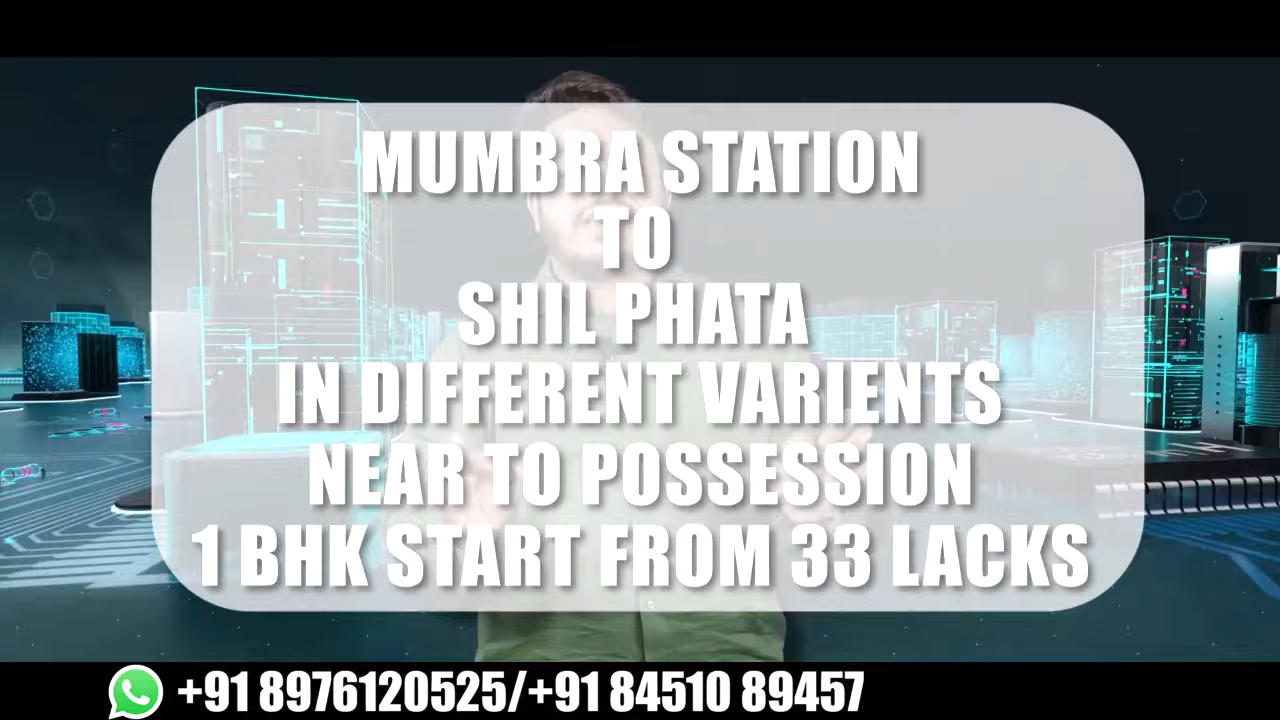 MUMBRA STATION
TO
SHIL PHATA
IN DIFFERENT VARIENTS
NEAR TO POSSESSION
1 BHK START FROM 33 LACKS
+91 8976120525/+91 84510 89457